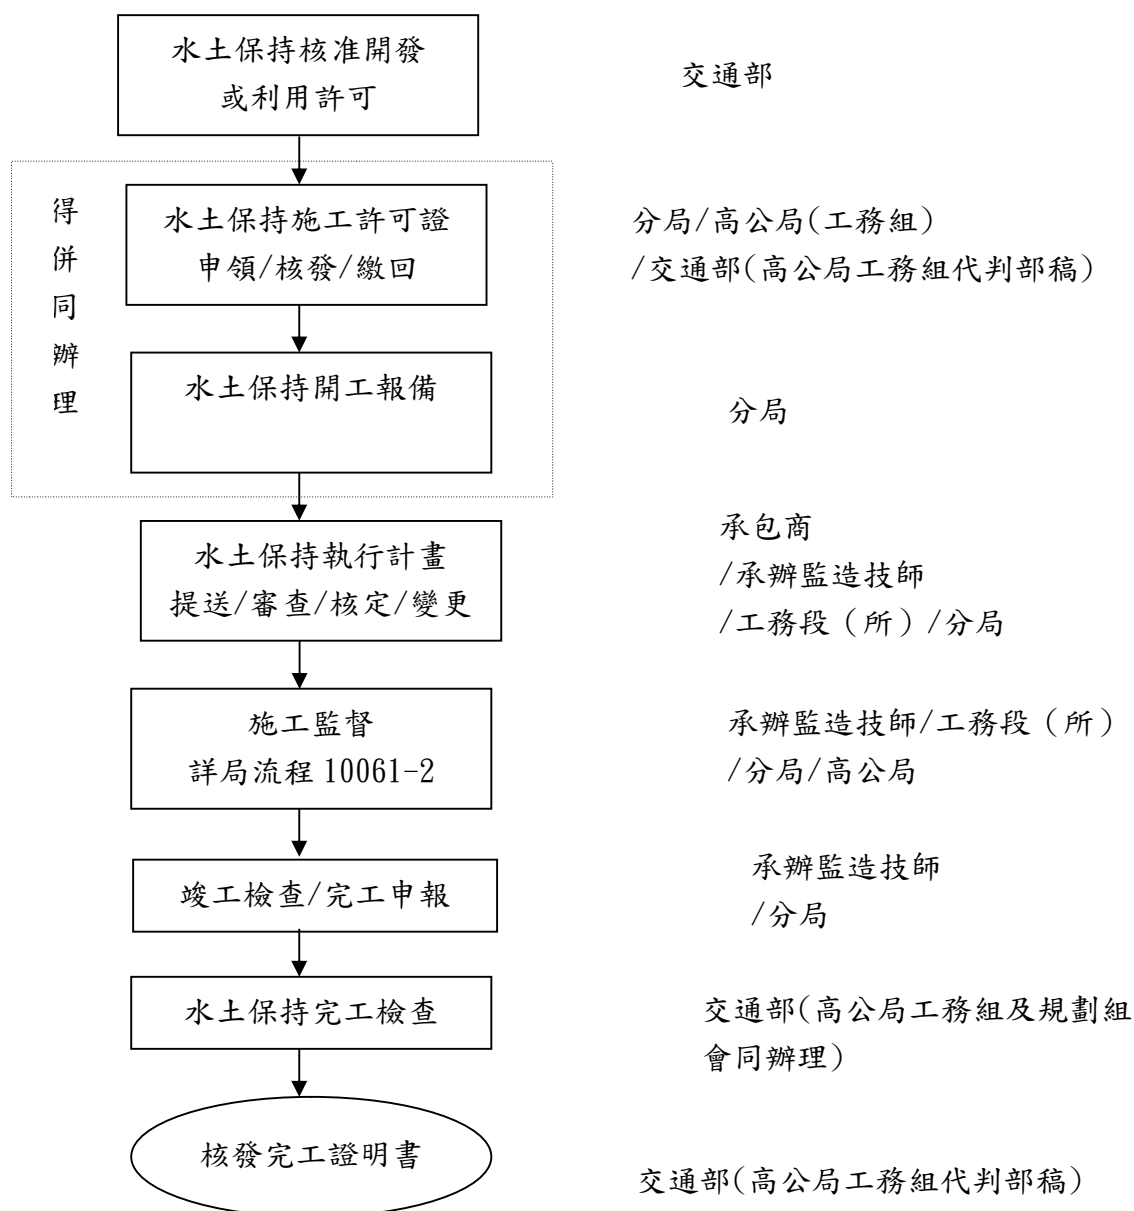 水土保持核准開發
或利用許可
交通部
得
併
同
辦
理
水土保持施工許可證
申領/核發/繳回
分局/高公局(工務組)
/交通部(高公局工務組代判部稿)
水土保持開工報備
分局
水土保持執行計畫
提送/審查/核定/變更
承包商
/承辦監造技師
/工務段（所）/分局
施工監督
詳局流程 10061-2
承辦監造技師/工務段（所）
/分局/高公局
竣工檢查/完工申報
承辦監造技師
/分局
水土保持完工檢查
交通部(高公局工務組及規劃組
會同辦理)
核發完工證明書
交通部(高公局工務組代判部稿)